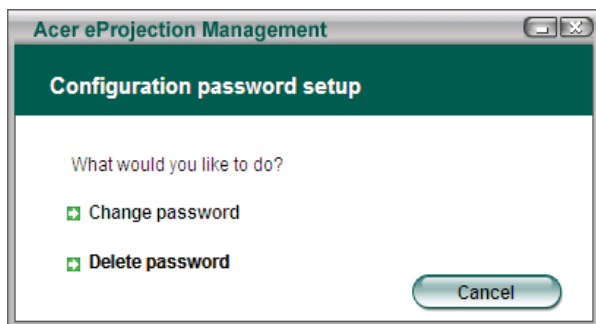 Acer eProjection Management
Configuration password setup
What would you like to do?
Change password
Delete password
Cancel